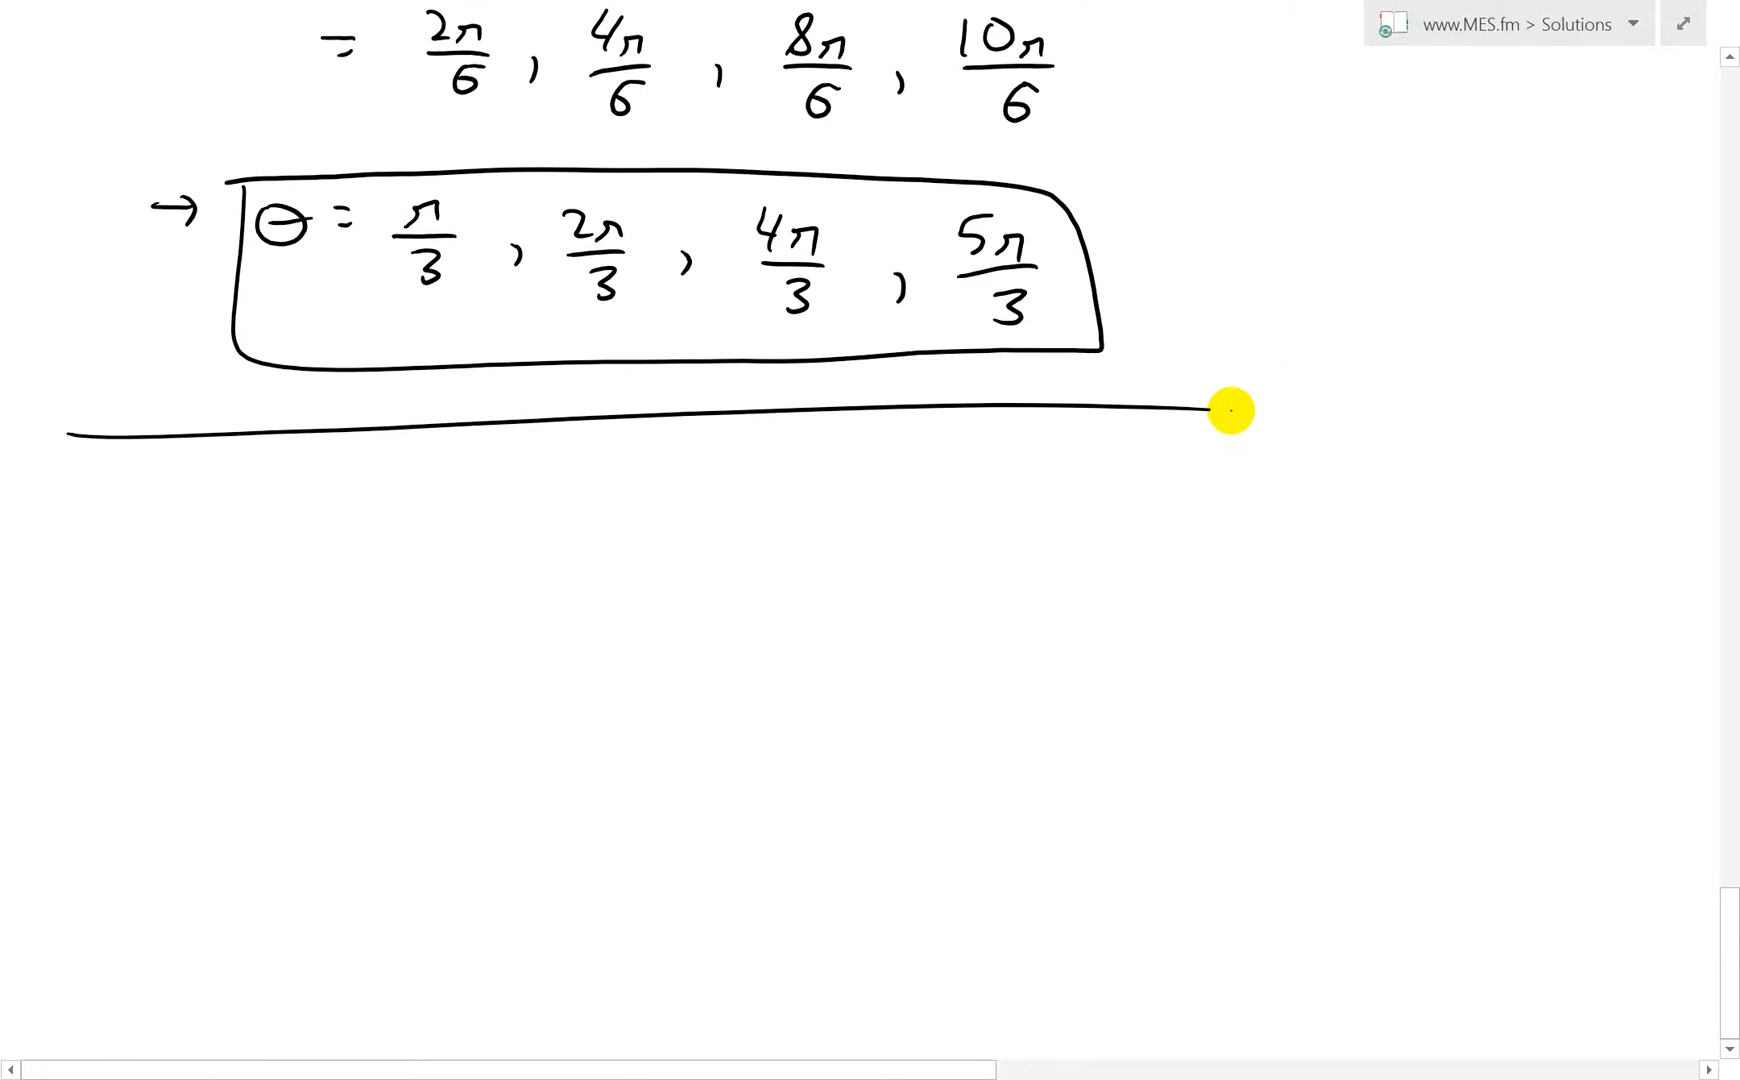 www.MES.fm > Solutions
= 2π/6 , 4π/6 , 8π/6 , 10π/6
→ θ = π/3 , 2π/3 , 4π/3 , 5π/3